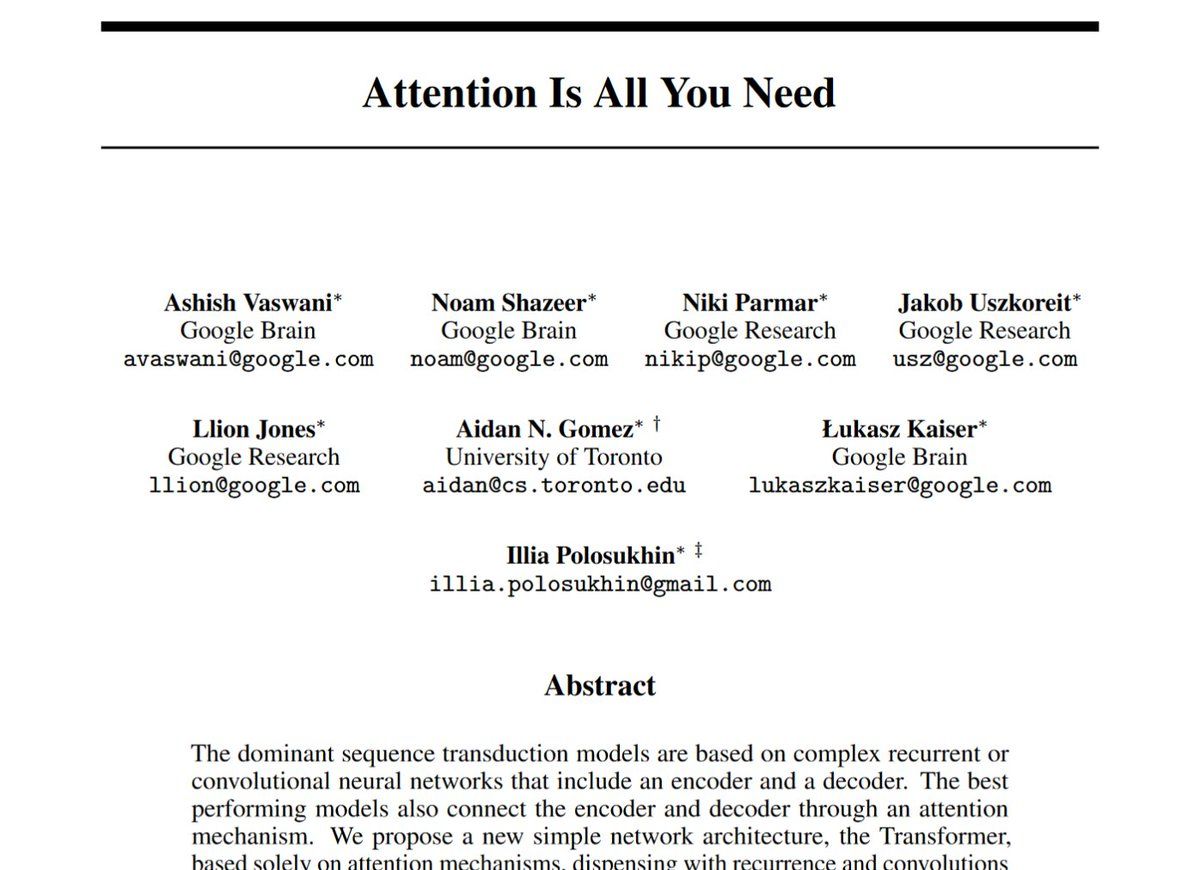 Attention Is All You Need
Ashish Vaswani* Noam Shazeer* Niki Parmar* Jakob Uszkoreit*
Google Brain Google Brain Google Research Google Research
avaswani@google.com noam@google.com nikip@google.com usz@google.com
Llion Jones* Aidan N. Gomez* † Łukasz Kaiser*
Google Research University of Toronto Google Brain
llion@google.com aidan@cs.toronto.edu lukaszkaiser@google.com
Illia Polosukhin* ‡
illia.polosukhin@gmail.com
Abstract
The dominant sequence transduction models are based on complex recurrent or
convolutional neural networks that include an encoder and a decoder. The best
performing models also connect the encoder and decoder through an attention
mechanism. We propose a new simple network architecture, the Transformer,
based solely on attention mechanisms, dispensing with recurrence and convolutions